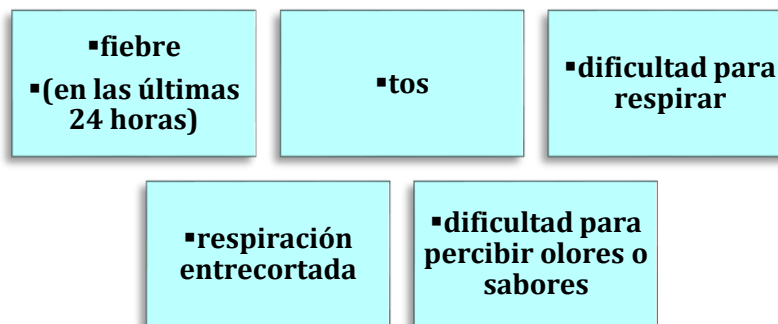 ▪fiebre
▪(en las últimas
24 horas)
▪tos
▪dificultad para
respirar
▪respiración
entrecortada
▪dificultad para
percibir olores o
sabores